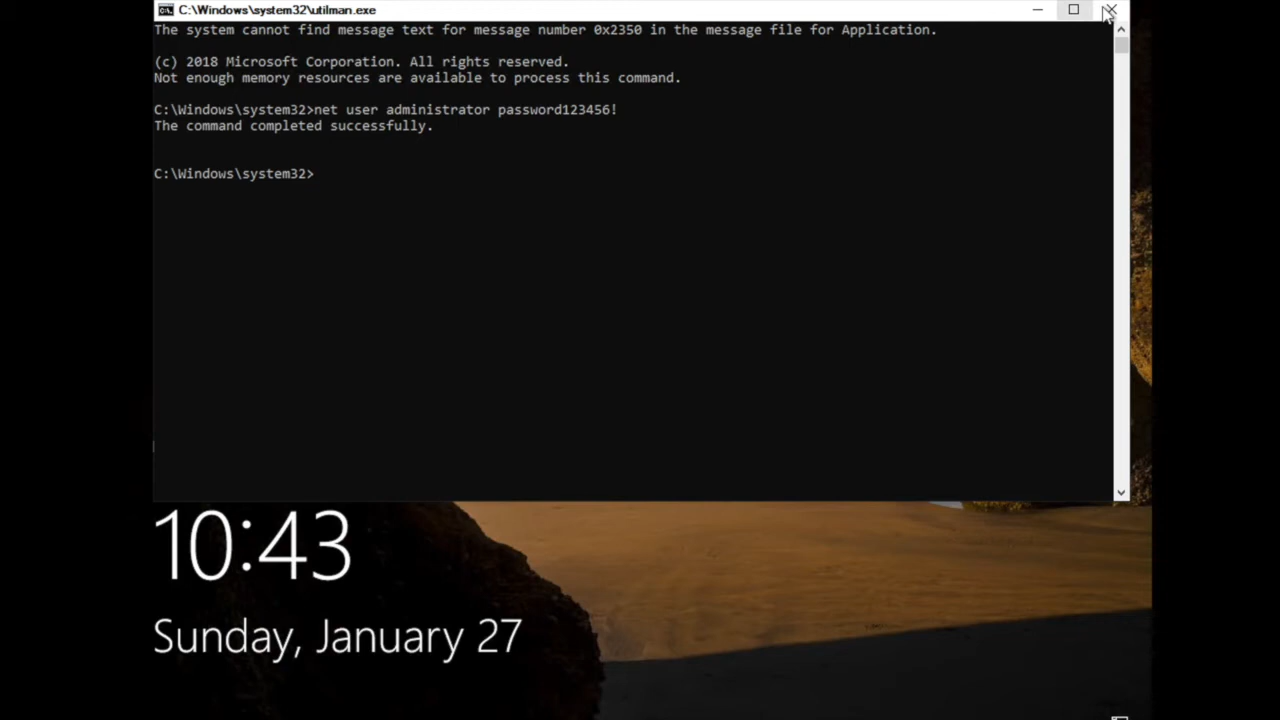 C:\Windows\system32\utilman.exe
The system cannot find message text for message number 0x2350 in the message file for Application.
(c) 2018 Microsoft Corporation. All rights reserved.
Not enough memory resources are available to process this command.
C:\Windows\system32>net user administrator password123456!
The command completed successfully.
C:\Windows\system32>
10:43
Sunday, January 27